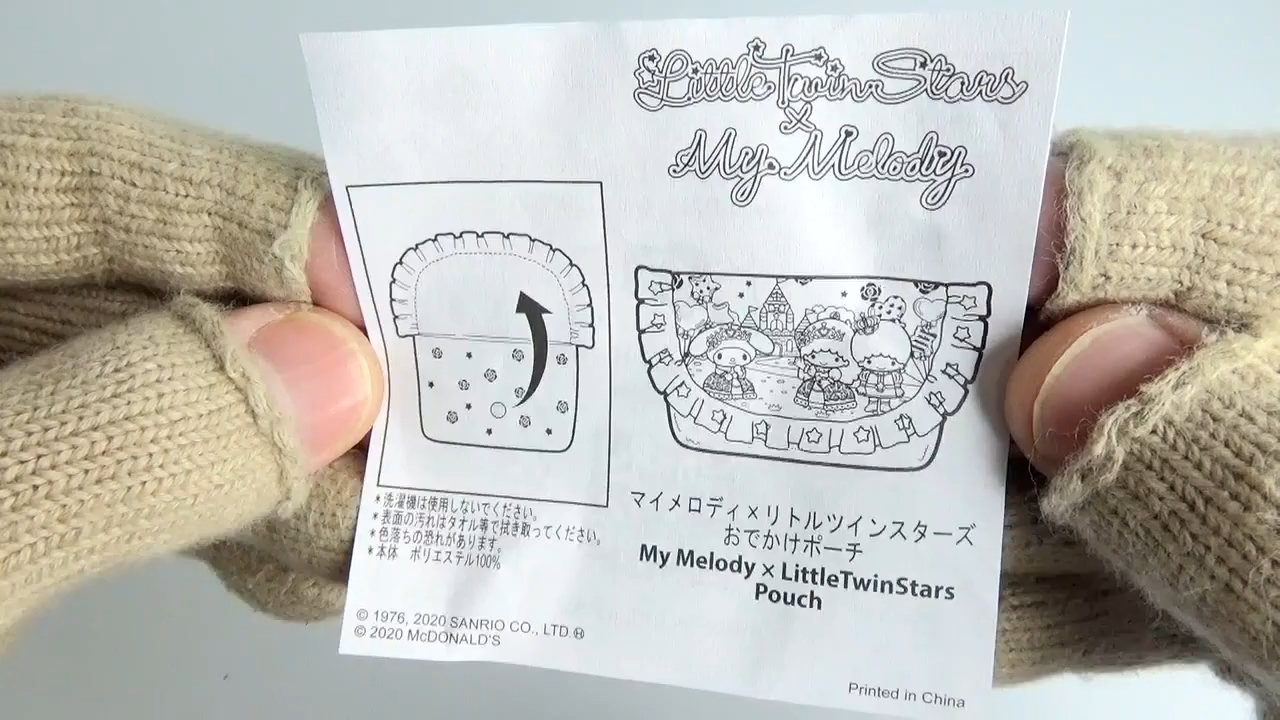 Little Twin Stars
×
My Melody
＊洗濯機は使用しないでください。
＊表面の汚れはタオル等で拭き取ってください。
＊色落ちの恐れがあります。
＊本体　ポリエステル100%
マイメロディ×リトルツインスターズ
おでかけポーチ
My Melody × LittleTwinStars
Pouch
© 1976, 2020 SANRIO CO., LTD.Ⓗ
© 2020 McDONALD'S
Printed in China